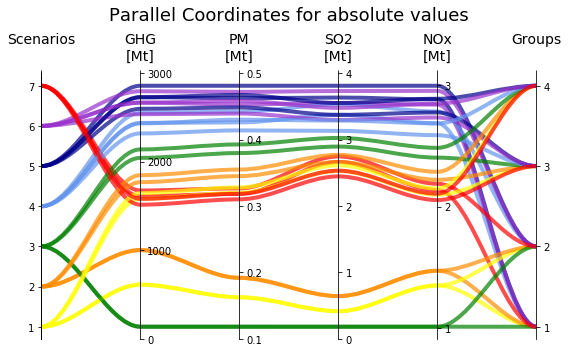 Parallel Coordinates for absolute values
Scenarios GHG PM SO2 NOx Groups
[Mt] [Mt] [Mt] [Mt]
3000 0.5 4
7 3 4
6
0.4 3
2000
5 3
4 0.3 2 2
3 2
1000 0.2 1
2
1 1 1
0 0.1 0